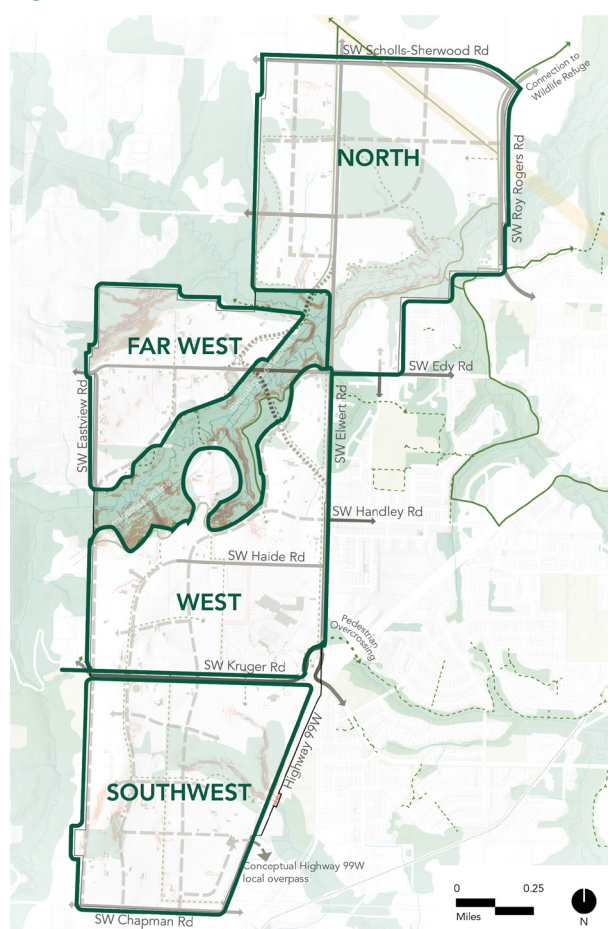 SW Scholls-Sherwood Rd
Connection to
Wildlife Refuge
NORTH
SW Roy Rogers Rd
FAR WEST
SW Edy Rd
SW Eastview Rd
SW Elwert Rd
SW Handley Rd
SW Haide Rd
WEST
Pedestrian
Overcrossing
SW Kruger Rd
Highway 99W
SOUTHWEST
Conceptual Highway 99W
local overpass
SW Chapman Rd
0 0.25
Miles
N